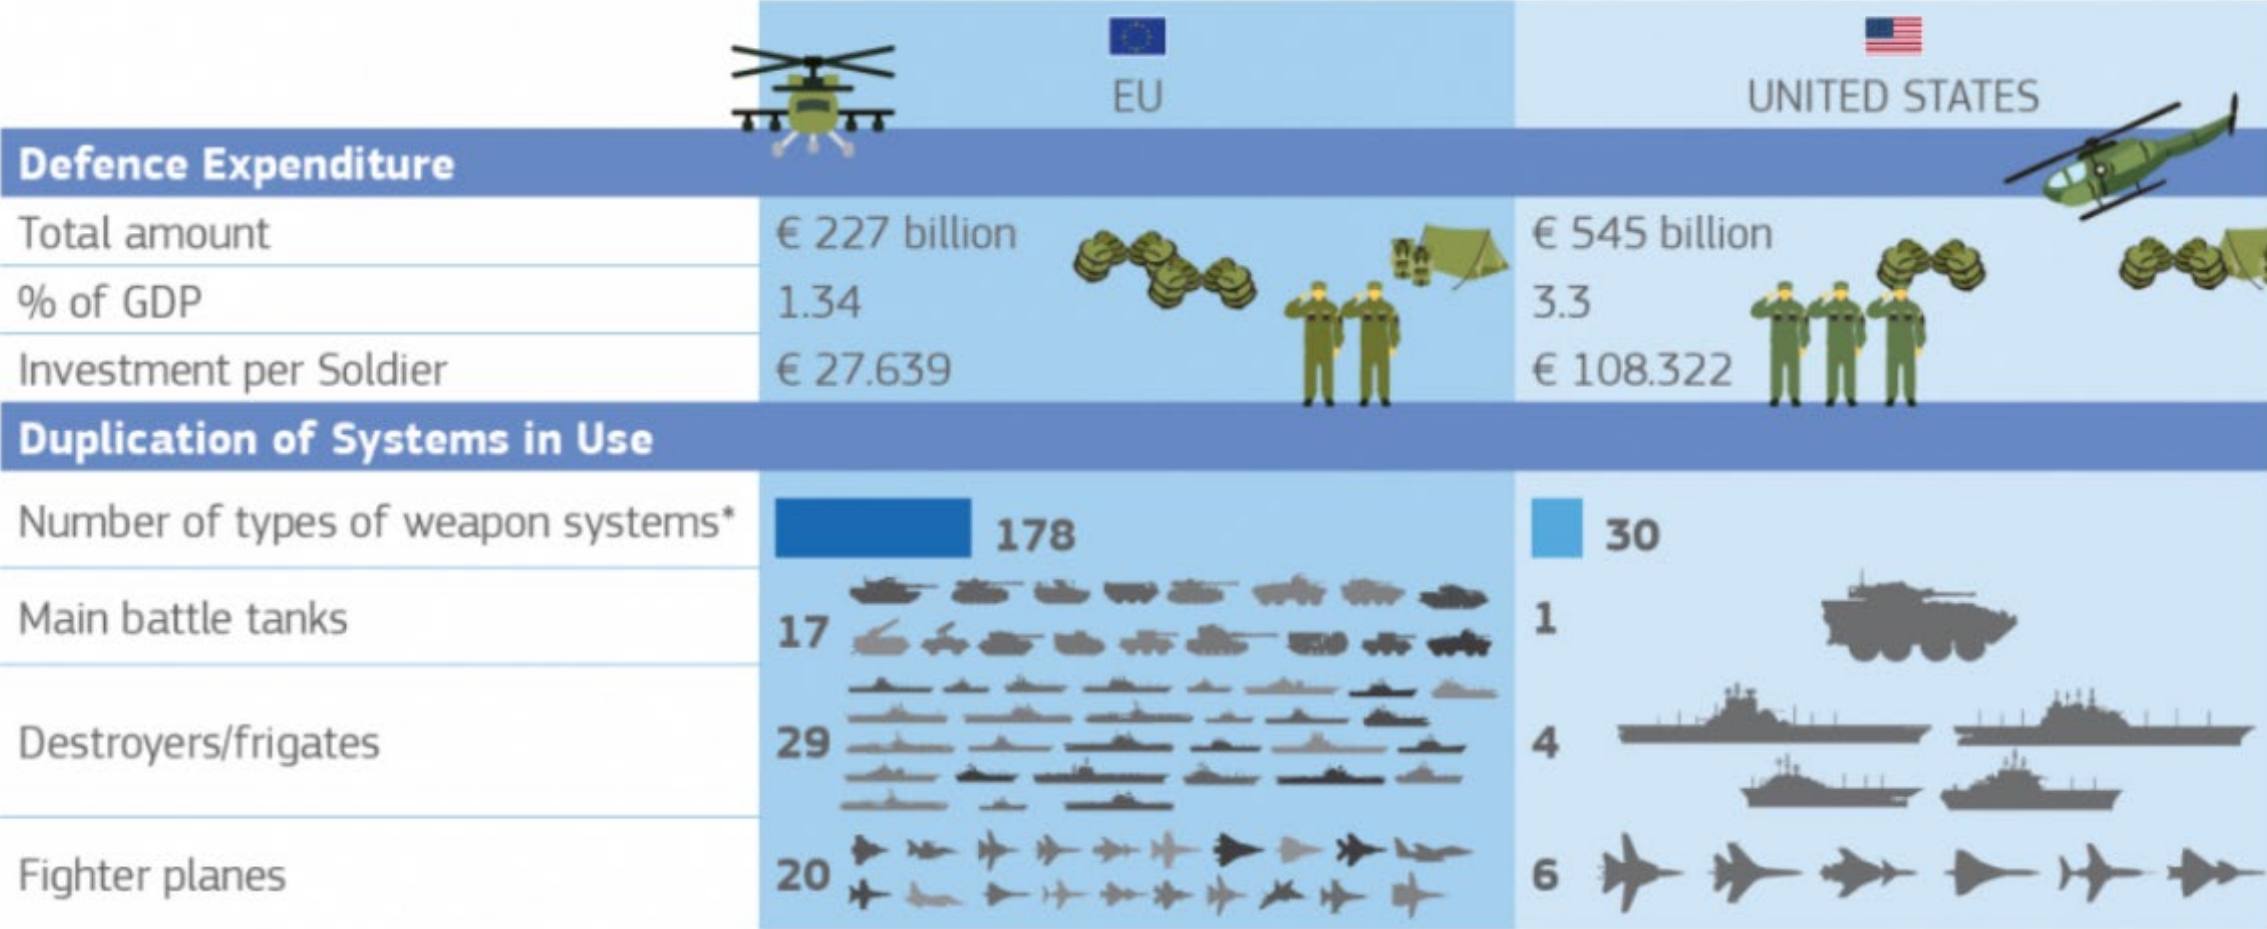 EU
UNITED STATES
Defence Expenditure
Total amount € 227 billion € 545 billion
% of GDP 1.34 3.3
Investment per Soldier € 27.639 € 108.322
Duplication of Systems in Use
Number of types of weapon systems* 178 30
Main battle tanks 17 1
Destroyers/frigates 29 4
Fighter planes 20 6